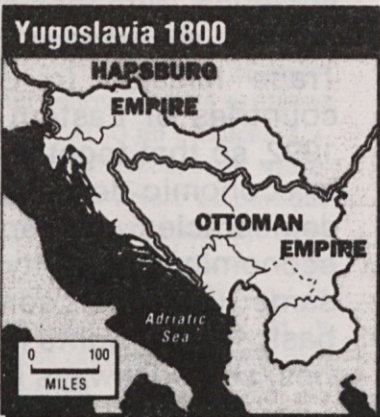 Yugoslavia 1800
HAPSBURG
EMPIRE
OTTOMAN
EMPIRE
Adriatic
Sea
0 100
MILES